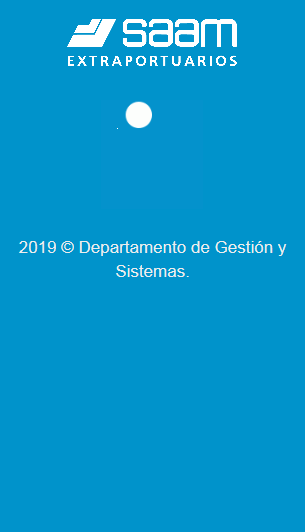 saam
EXTRAPORTUARIOS
2019 © Departamento de Gestión y
Sistemas.